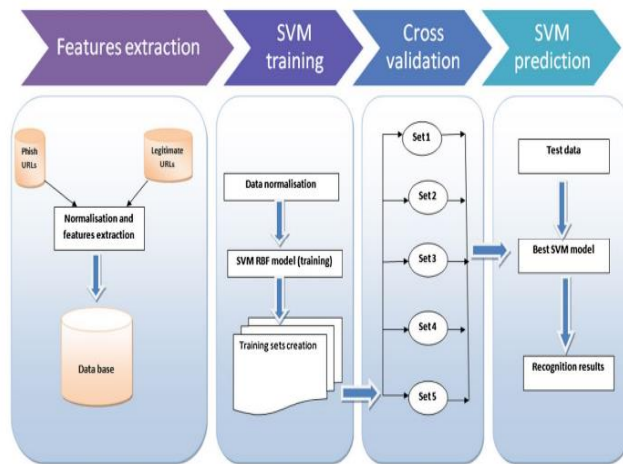 Features extraction
SVM
training
Cross
validation
SVM
prediction
Phish
URLs
Legitimate
URLs
Normalisation and
features extraction
Data base
Data normalisation
SVM RBF model (training)
Training sets creation
Set1
Set2
Set3
Set4
Set5
Test data
Best SVM model
Recognition results